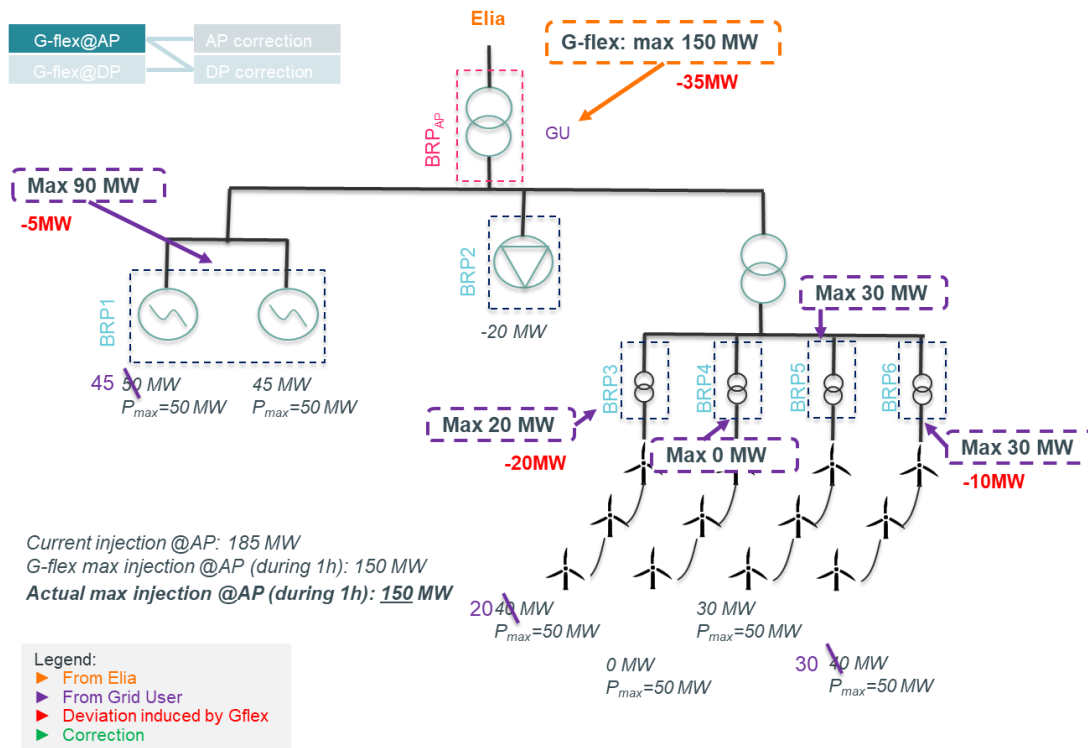 Elia
G-flex@AP
AP correction
G-flex@DP
DP correction
G-flex: max 150 MW
-35MW
BRPAP
GU
Max 90 MW
-5MW
BRP1
BRP2
-20 MW
Max 30 MW
BRP3
BRP4
BRP5
BRP6
45
50 MW
Pmax=50 MW
45 MW
Pmax=50 MW
Max 20 MW
-20MW
Max 0 MW
Max 30 MW
-10MW
Current injection @AP: 185 MW
G-flex max injection @AP (during 1h): 150 MW
Actual max injection @AP (during 1h): 150 MW
20
40 MW
Pmax=50 MW
30 MW
Pmax=50 MW
0 MW
Pmax=50 MW
30
40 MW
Pmax=50 MW
Legend:
► From Elia
► From Grid User
► Deviation induced by Gflex
► Correction